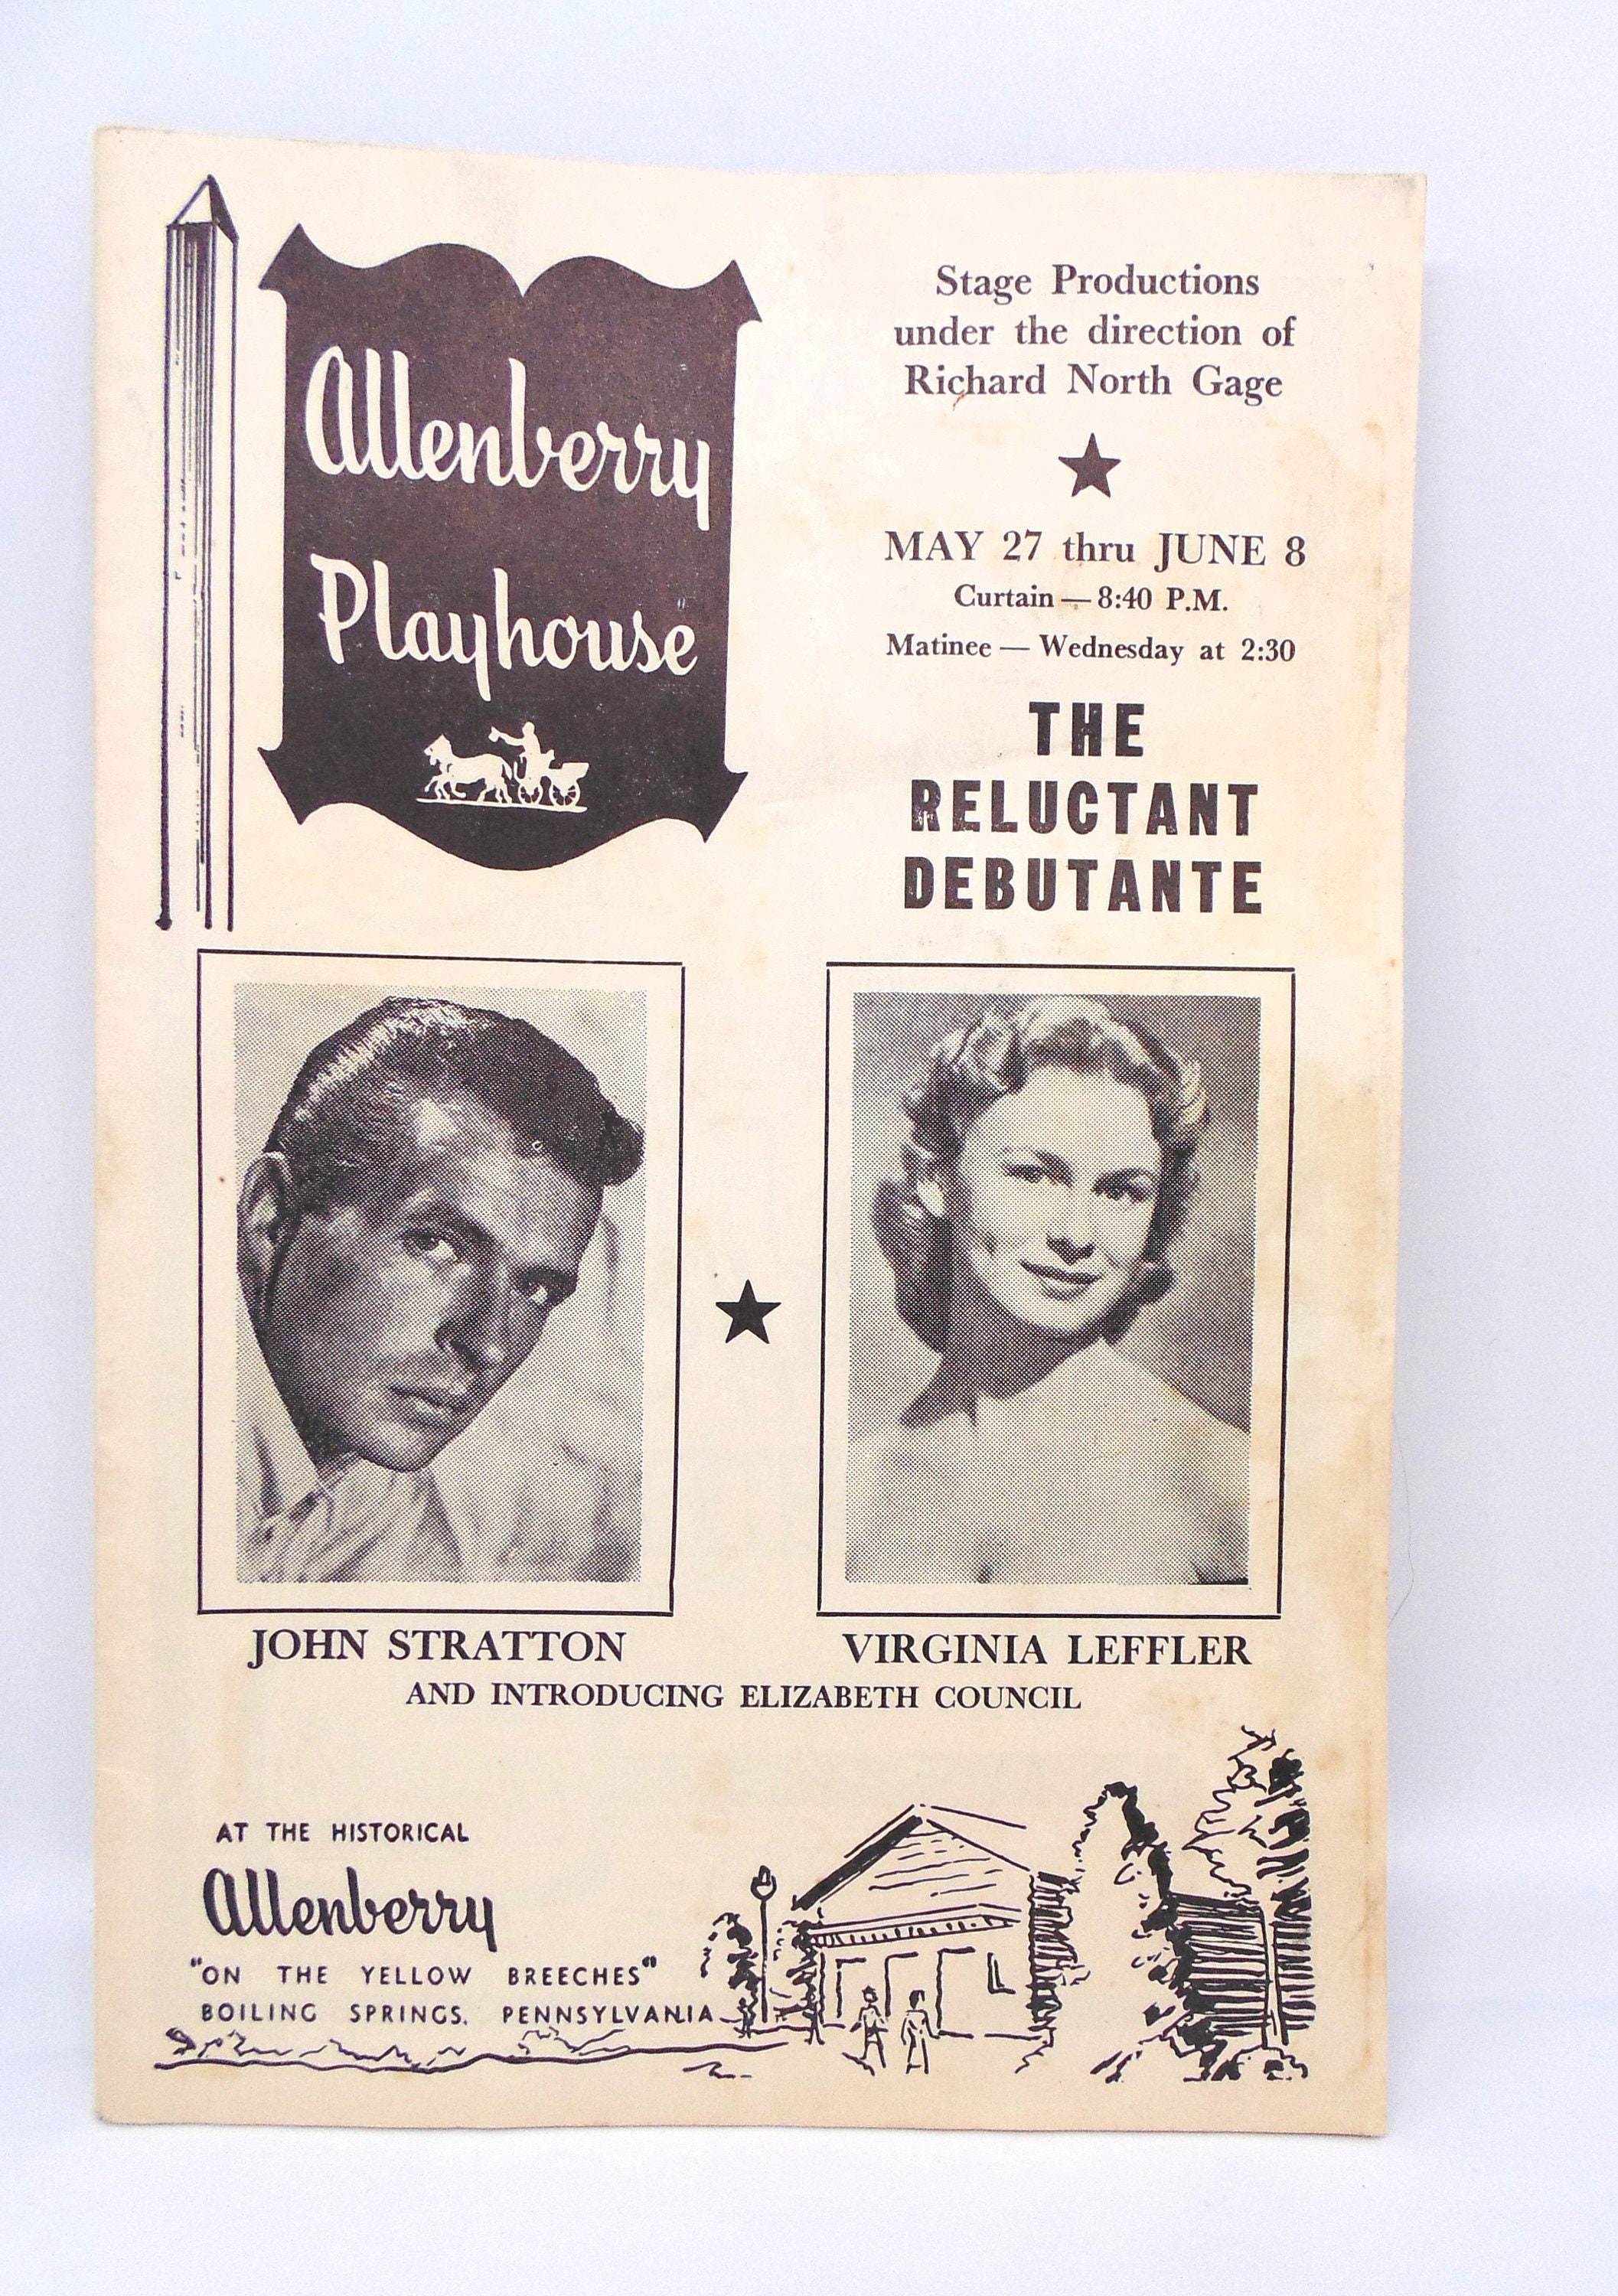 Allenberry
Playhouse
Stage Productions
under the direction of
Richard North Gage
MAY 27 thru JUNE 8
Curtain — 8:40 P.M.
Matinee — Wednesday at 2:30
THE
RELUCTANT
DEBUTANTE
JOHN STRATTON
VIRGINIA LEFFLER
AND INTRODUCING ELIZABETH COUNCIL
AT THE HISTORICAL
Allenberry
"ON THE YELLOW BREECHES"
BOILING SPRINGS, PENNSYLVANIA